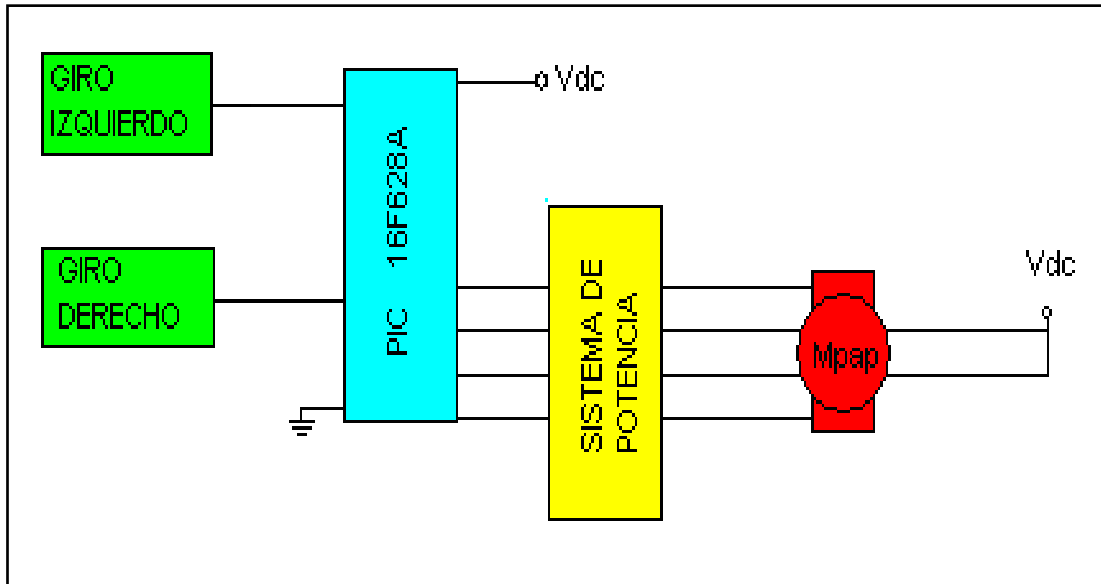 GIRO
IZQUIERDO
Vdc
PIC 16F628A
GIRO
DERECHO
SISTEMA DE
POTENCIA
Mpap
Vdc